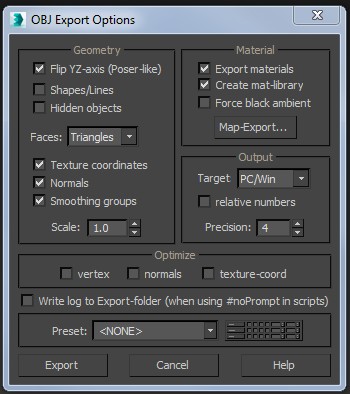 OBJ Export Options
X
Geometry
Flip YZ-axis (Poser-like)
Shapes/Lines
Hidden objects
Faces: Triangles
Texture coordinates
Normals
Smoothing groups
Scale: 1.0
Material
Export materials
Create mat-library
Force black ambient
Map-Export...
Output
Target PC/Win
relative numbers
Precision: 4
Optimize
vertex normals texture-coord
Write log to Export-folder (when using #noPrompt in scripts)
Preset: <NONE>
Export Cancel Help